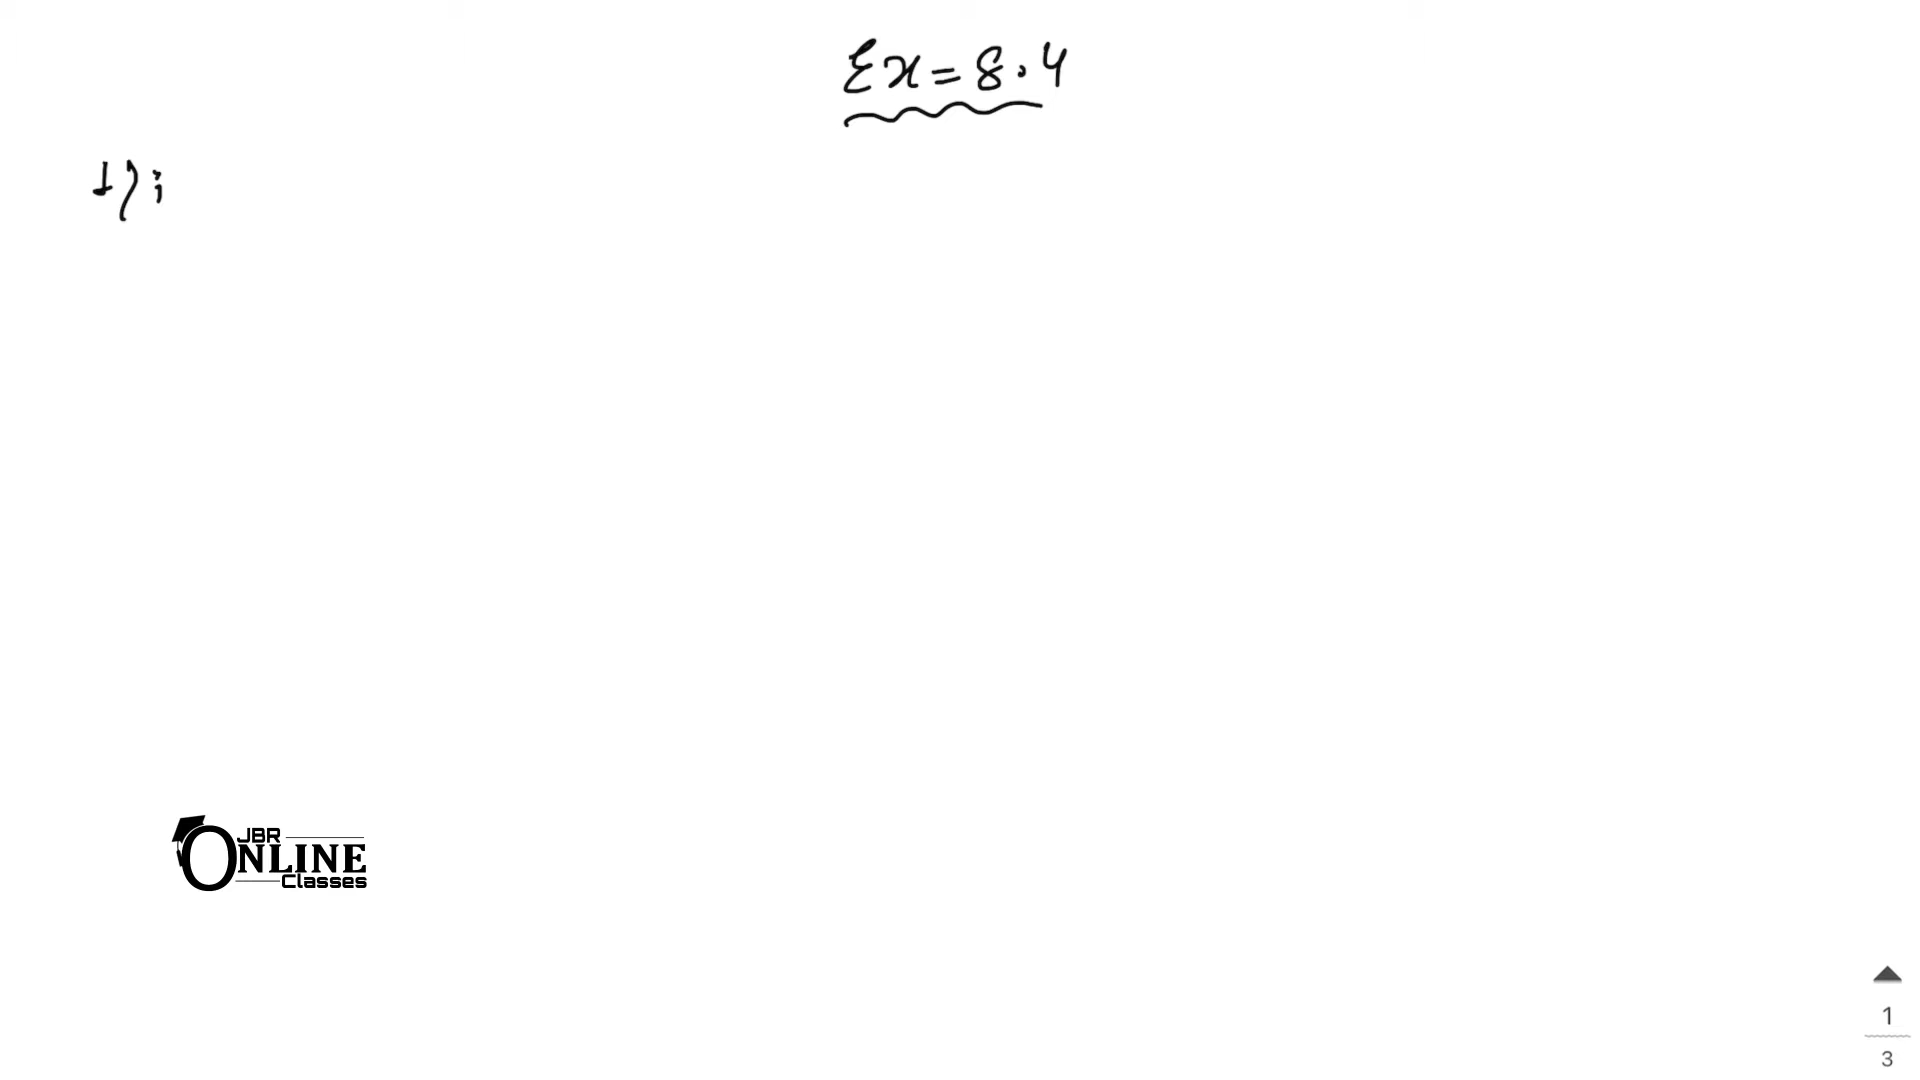 Ex = 8.4
1) i
JBR
ONLINE
Classes
1
3